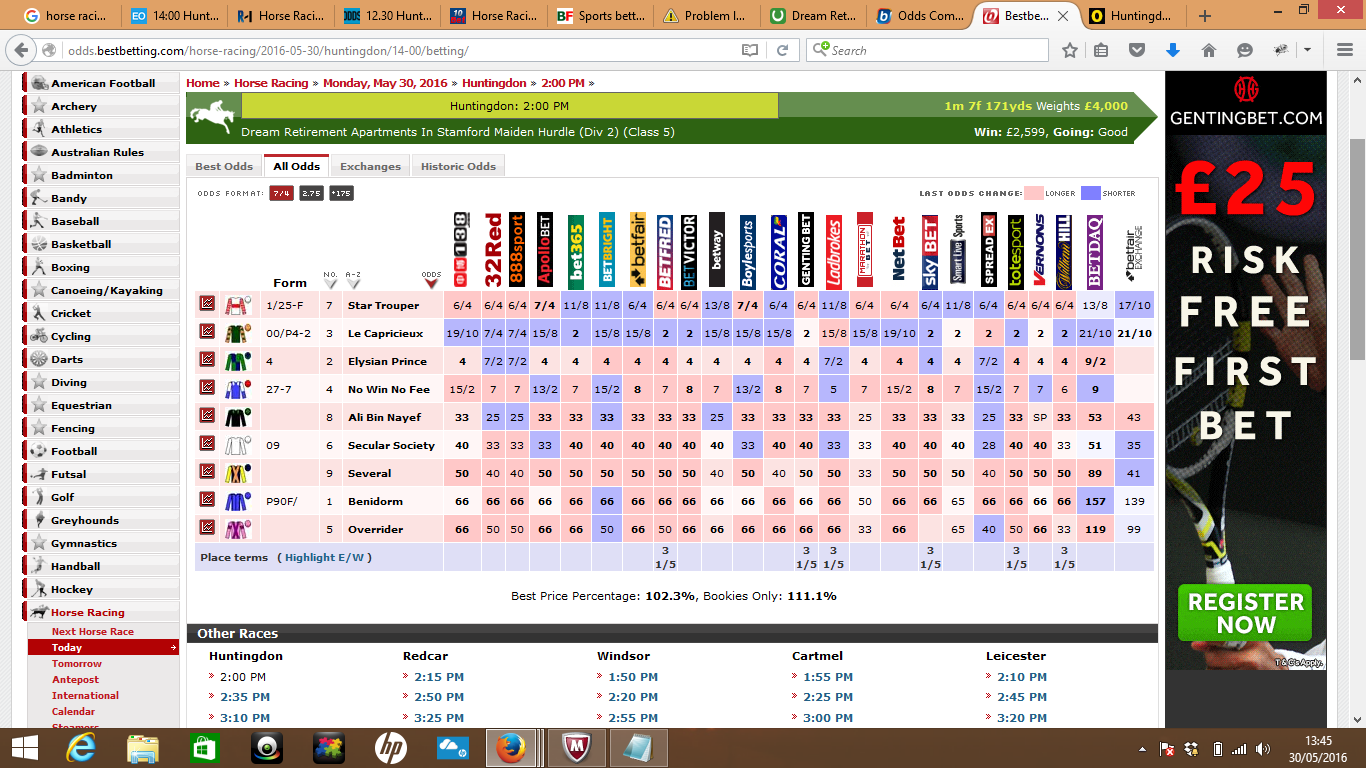 horse raci...
14:00 Hunt...
Horse Raci...
12.30 Hunt...
Horse Raci...
Sports bett...
Problem l...
Dream Ret...
Odds Com...
Bestbe...
Huntingd...
odds.bestbetting.com/horse-racing/2016-05-30/huntingdon/14-00/betting/
Search
American Football
Archery
Athletics
Australian Rules
Badminton
Bandy
Baseball
Basketball
Boxing
Canoeing/Kayaking
Cricket
Cycling
Darts
Diving
Equestrian
Fencing
Football
Futsal
Golf
Greyhounds
Gymnastics
Handball
Hockey
Horse Racing
Next Horse Race
Today
Tomorrow
Antepost
International
Calendar
Steamers
Home » Horse Racing » Monday, May 30, 2016 » Huntingdon » 2:00 PM »
Huntingdon: 2:00 PM
1m 7f 171yds Weights £4,000
Dream Retirement Apartments In Stamford Maiden Hurdle (Div 2) (Class 5)
Win: £2,599, Going: Good
Best Odds All Odds Exchanges Historic Odds
ODDS FORMAT: 7/4 2.75 +175
LAST ODDS CHANGE: LONGER SHORTER
32Red 888sport ApolloBET bet365 BETBRIGHT betfair BETFRED BETVICTOR betway Boylesports CORAL GENTINGBET Ladbrokes MARATHON BET NetBet sky BET SmartLive Sports SPREADEX totesport VERNONS William HILL BETDAQ betfair EXCHANGE
Form NO. A-Z ODDS
1/25-F 7 Star Trouper 6/4 6/4 6/4 7/4 11/8 11/8 6/4 6/4 6/4 13/8 7/4 6/4 6/4 11/8 6/4 6/4 6/4 11/8 6/4 6/4 6/4 6/4 13/8 17/10
00/P4-2 3 Le Capricieux 19/10 7/4 7/4 15/8 2 15/8 15/8 2 2 15/8 15/8 15/8 2 15/8 15/8 19/10 2 2 2 2 2 2 21/10 21/10
4 2 Elysian Prince 4 7/2 7/2 4 4 4 4 4 4 4 4 4 4 7/2 4 4 4 4 7/2 4 4 4 9/2
27-7 4 No Win No Fee 15/2 7 7 13/2 7 15/2 8 7 8 7 13/2 8 7 5 7 15/2 8 7 15/2 7 7 6 9
8 Ali Bin Nayef 33 25 25 33 33 33 33 33 33 25 33 33 33 33 25 33 33 33 25 33 SP 33 53 43
09 6 Secular Society 40 33 33 33 40 40 40 40 40 40 33 40 40 33 33 40 40 40 28 40 40 33 51 35
9 Several 50 40 40 50 50 50 50 50 50 40 50 40 50 50 33 50 50 50 40 50 50 50 89 41
P90F/ 1 Benidorm 66 66 66 66 66 66 66 66 66 66 66 66 66 66 50 66 66 65 66 66 66 66 157 139
5 Overrider 66 50 50 66 66 50 66 50 66 66 66 66 66 66 33 66 65 40 50 66 33 119 99
Place terms ( Highlight E/W ) 3 3 3 3 3 3
1/5 1/5 1/5 1/5 1/5 1/5
Best Price Percentage: 102.3%, Bookies Only: 111.1%
Other Races
Huntingdon Redcar Windsor Cartmel Leicester
2:00 PM 2:15 PM 1:50 PM 1:55 PM 2:10 PM
2:35 PM 2:50 PM 2:20 PM 2:25 PM 2:45 PM
3:10 PM 3:25 PM 2:55 PM 3:00 PM 3:20 PM
GENTINGBET.COM
£25
RISK
FREE
FIRST
BET
REGISTER
NOW
T & C's Apply.
13:45
30/05/2016